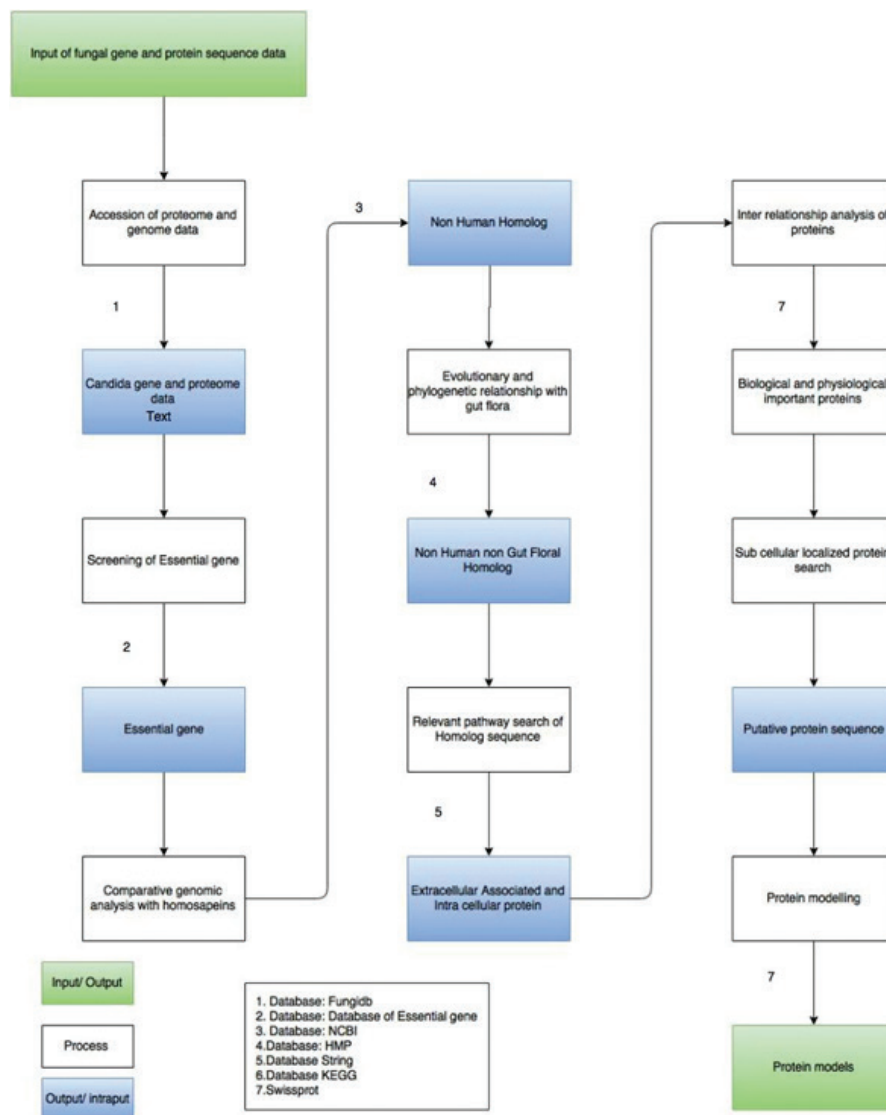 Input of fungal gene and protein sequence data
Accession of proteome and
genome data
1
Candida gene and proteome
data
Text
Screening of Essential gene
2
Essential gene
Comparative genomic
analysis with homosapeins
3
Non Human Homolog
Evolutionary and
phylogenetic relationship with
gut flora
4
Non Human non Gut Floral
Homolog
Relevant pathway search of
Homolog sequence
5
Extracellular Associated and
Intra cellular protein
Inter relationship analysis of
proteins
7
Biological and physiological
important proteins
Sub cellular localized protein
search
Putative protein sequence
Protein modelling
7
Protein models
Input/ Output
Process
Output/ intraput
1. Database: Fungidb
2. Database: Database of Essential gene
3. Database: NCBI
4.Database: HMP
5.Database String
6.Database KEGG
7.Swissprot